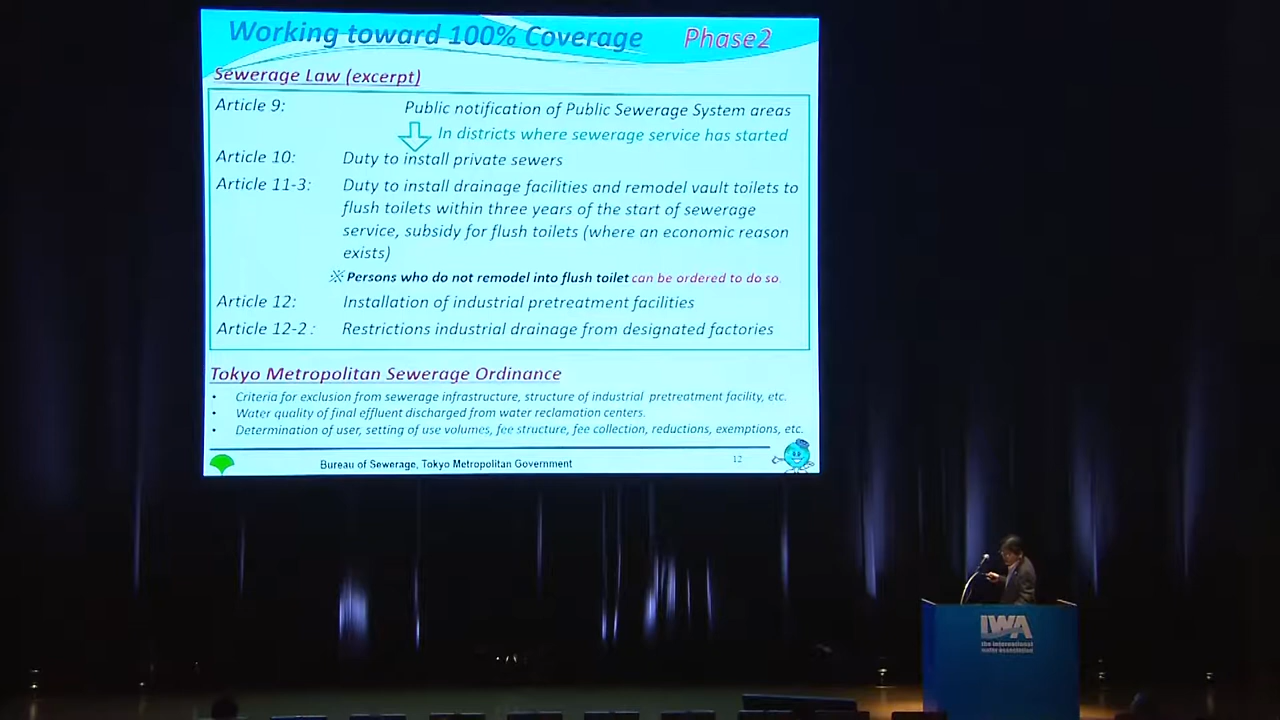 Working toward 100% Coverage Phase2
Sewerage Law (excerpt)
Article 9: Public notification of Public Sewerage System areas
In districts where sewerage service has started
Article 10: Duty to install private sewers
Article 11-3: Duty to install drainage facilities and remodel vault toilets to
flush toilets within three years of the start of sewerage
service, subsidy for flush toilets (where an economic reason
exists)
※ Persons who do not remodel into flush toilet can be ordered to do so.
Article 12: Installation of industrial pretreatment facilities
Article 12-2 : Restrictions industrial drainage from designated factories
Tokyo Metropolitan Sewerage Ordinance
• Criteria for exclusion from sewerage infrastructure, structure of industrial pretreatment facility, etc.
• Water quality of final effluent discharged from water reclamation centers.
• Determination of user, setting of use volumes, fee structure, fee collection, reductions, exemptions, etc.
Bureau of Sewerage, Tokyo Metropolitan Government 12
IWA
the international
water association